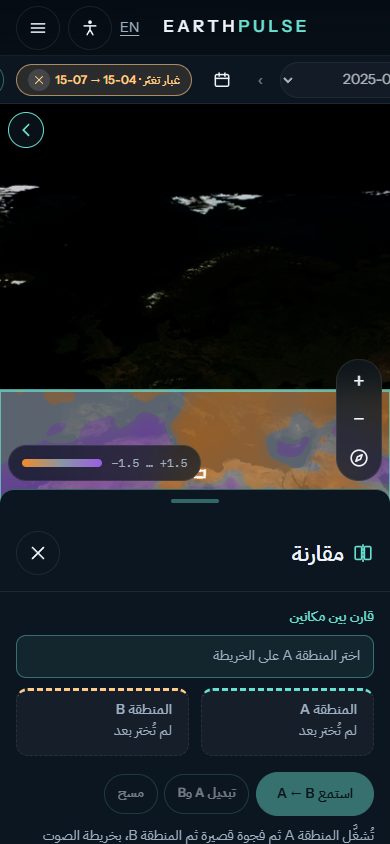 EN
EARTHPULSE
غبار تغيّر · 04-15 → 07-15
2025-0
−1.5 … +1.5
مقارنة
قارن بين مكانين
اختر المنطقة A على الخريطة
المنطقة A
لم تُختر بعد
المنطقة B
لم تُختر بعد
استمع A ← B
تبديل A وB
مسح
تُشغَّل المنطقة A ثم فجوة قصيرة ثم المنطقة B، بخريطة الصوت